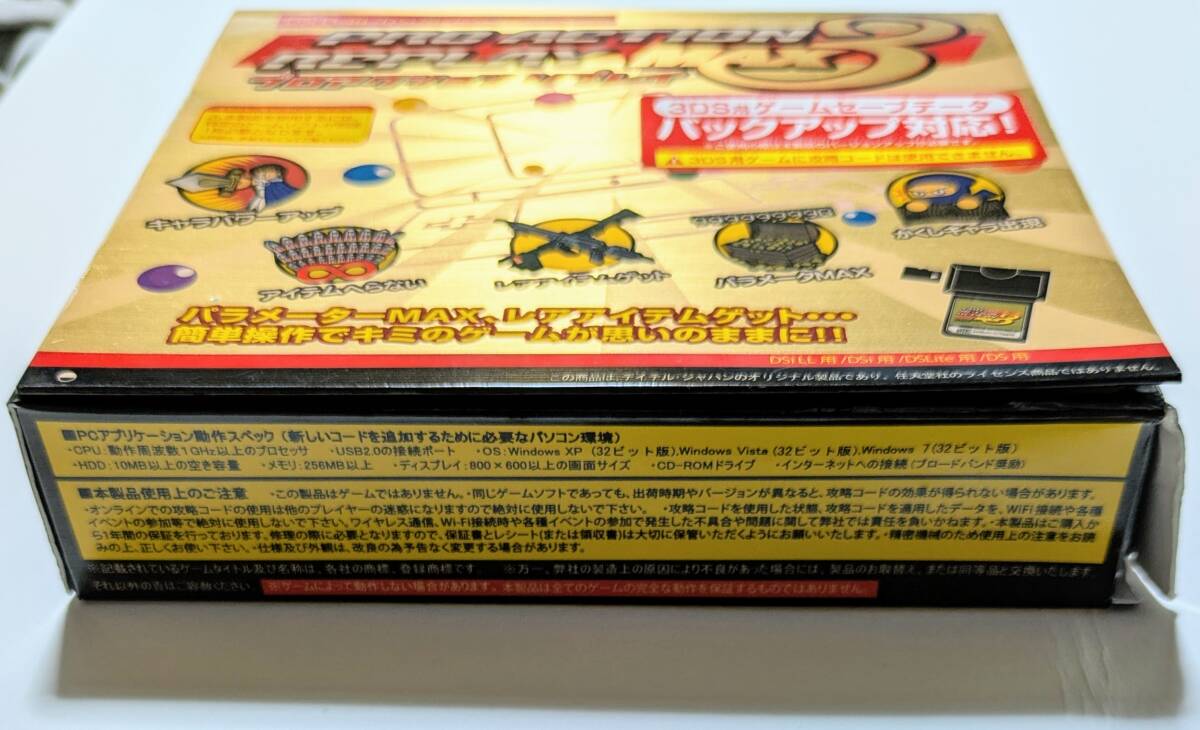 PRO ACTION
REPLAY MAX 3
プロアクションリプレイ
3DS用ゲームセーブデータ
バックアップ対応!
3DS用ゲームに攻略コードは使用できません。
キャラパワーアップ
アイテムへらない
レアアイテムゲット
パラメータMAX
かくしキャラ出現
パラメーターMAX、レアアイテムゲット・・・・
簡単操作でキミのゲームが思いのままに!!
DSi LL 用 /DSi 用 /DSLite 用 /DS 用
この商品は、デイテル・ジャパンのオリジナル製品であり、任天堂社のライセンス商品ではありません。
■PCアプリケーション動作スペック (新しいコードを追加するために必要なパソコン環境)
・CPU:動作周波数1GHz以上のプロセッサ ・USB2.0の接続ポート ・OS:Windows XP (32ビット版),Windows Vista (32ビット版),Windows 7(32ビット版)
・HDD:10MB以上の空き容量 ・メモリ:256MB以上 ・ディスプレイ:800×600以上の画面サイズ ・CD-ROMドライブ ・インターネットへの接続 (ブロードバンド奨励)
■本製品使用上のご注意 ・この製品はゲームではありません。・同じゲームソフトであっても、出荷時期やバージョンが異なると、攻略コードの効果が得られない場合があります。
・オンラインでの攻略コードの使用は他のプレイヤーの迷惑になりますので絶対に使用しないで下さい。 ・攻略コードを使用した状態、攻略コードを適用したデータを、WiFi接続や各種
イベントの参加等で絶対に使用しないで下さい。ワイヤレス通信、Wi-Fi接続時や各種イベントの参加で発生した不具合や問題に関して弊社では責任を負いかねます。・本製品はご購入か
ら1年間の保証を行っております。修理の際に必要となりますので、保証書とレシート(または領収書)は大切に保管いただくようにお願いいたします。・精密機械のため使用上の注意をお読
みの上、正しくお使い下さい。・仕様及び外観は、改良の為予告なく変更する場合があります。
※記載されているゲームタイトル及び名称は、各社の商標、登録商標です。 ※万一、弊社の製造上の原因により不良があった場合には、製品のお取替え、または同等品と交換いたします
それ以外の責はご容赦ください ※ゲームによって動作しない場合があります。本製品は全てのゲームの完全な動作を保証するものではありません。